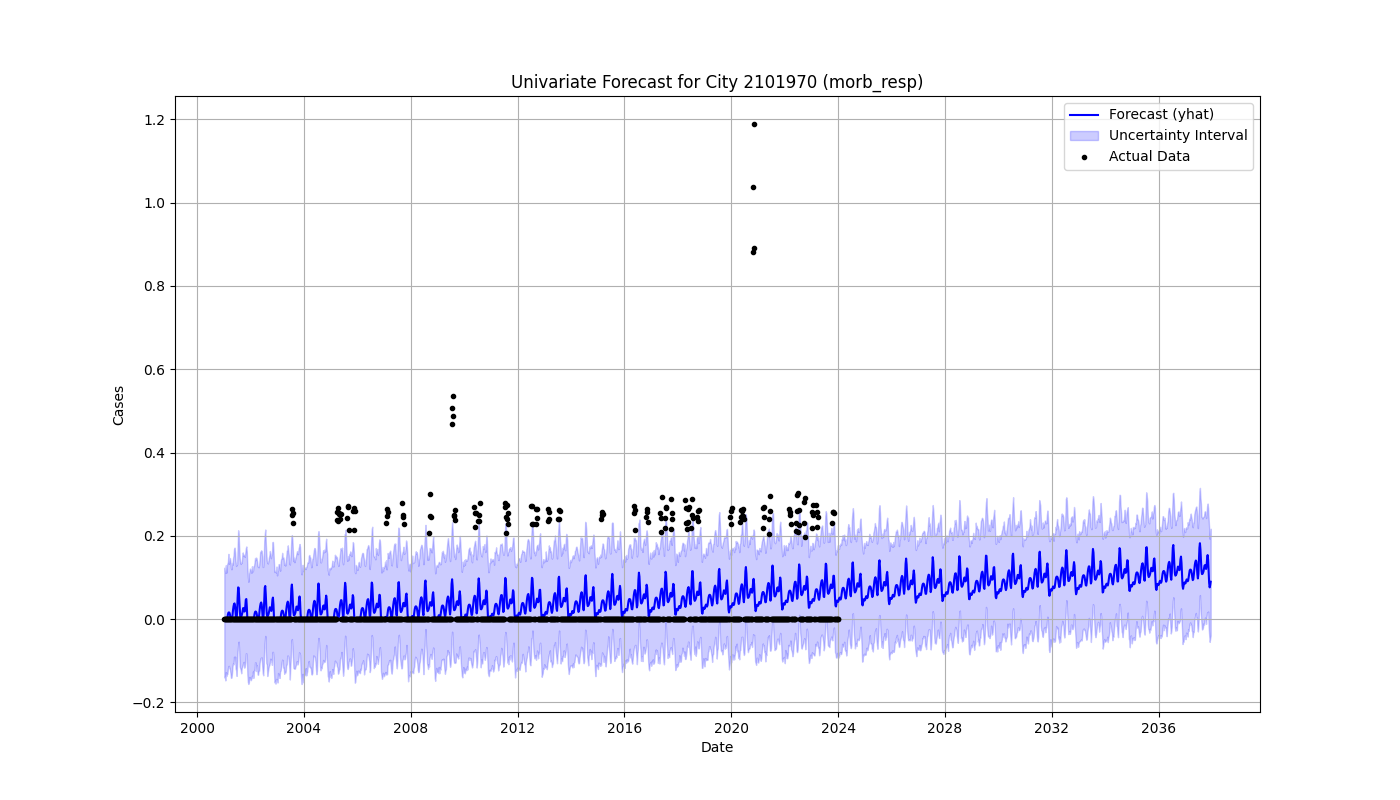 Univariate Forecast for City 2101970 (morb_resp)
Forecast (yhat)
Uncertainty Interval
Actual Data
Cases
1.2
1.0
0.8
0.6
0.4
0.2
0.0
−0.2
2000 2004 2008 2012 2016 2020 2024 2028 2032 2036
Date